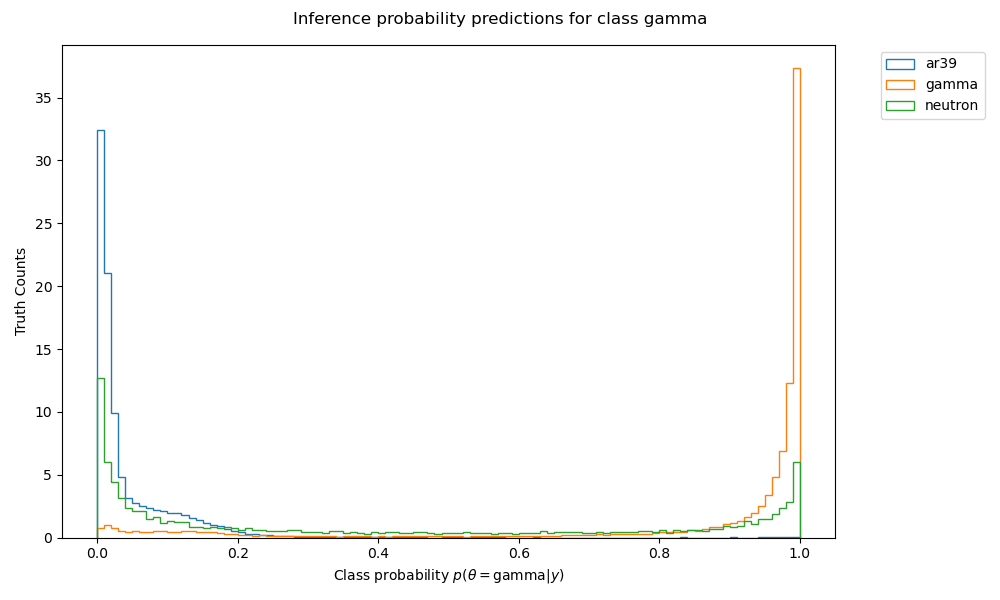 Inference probability predictions for class gamma
ar39
gamma
neutron
Truth Counts
35
30
25
20
15
10
5
0
0.0 0.2 0.4 0.6 0.8 1.0
Class probability p(θ = gamma|y)